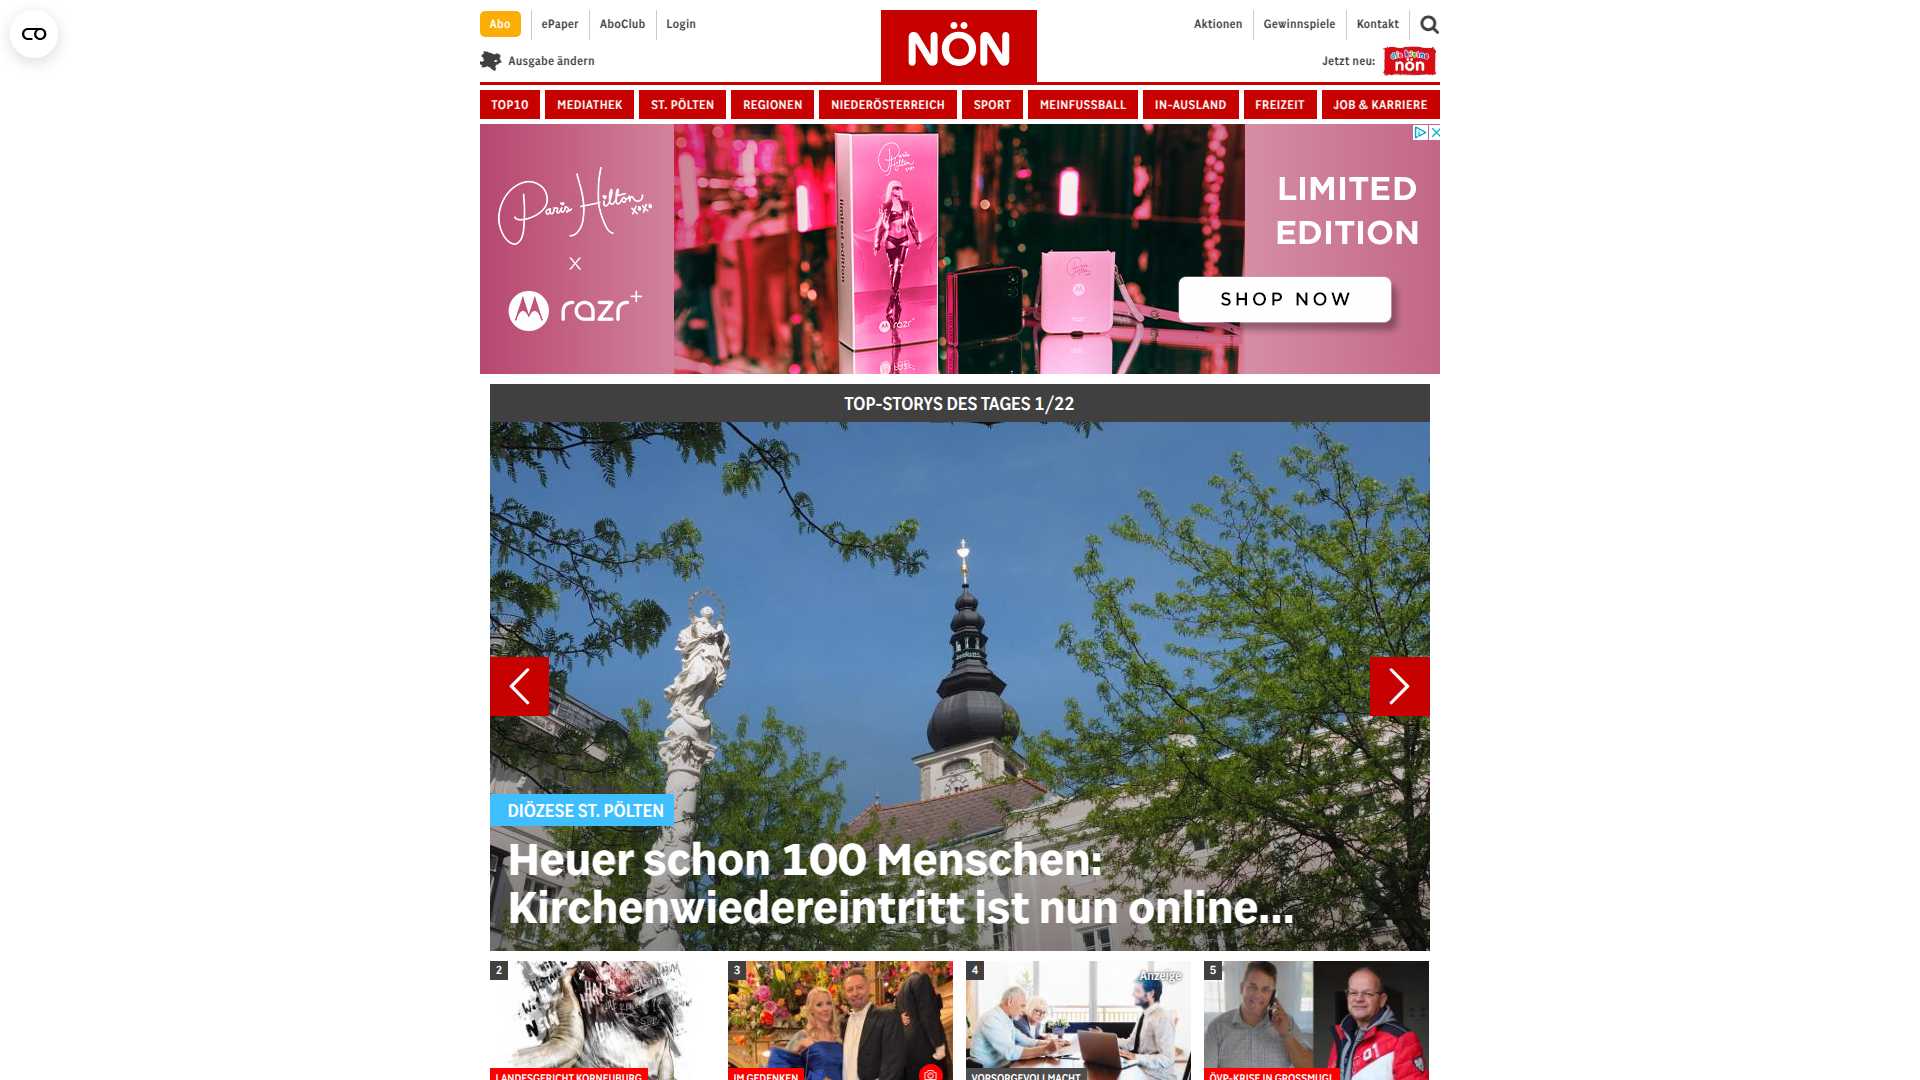 Abo
ePaper
AboClub
Login
Aktionen
Gewinnspiele
Kontakt
NÖN
Ausgabe ändern
Jetzt neu:
die kleine
nön
TOP10
MEDIATHEK
ST. PÖLTEN
REGIONEN
NIEDERÖSTERREICH
SPORT
MEINFUSSBALL
IN-AUSLAND
FREIZEIT
JOB & KARRIERE
Paris Hilton
xoxo
X
razr+
limited edition
razr+
LIMITED
EDITION
SHOP NOW
TOP-STORYS DES TAGES 1/22
DIÖZESE ST. PÖLTEN
Heuer schon 100 Menschen:
Kirchenwiedereintritt ist nun online...
2
3
4
Anzeige
5
LANDESGERICHT KORNEUBURG
IM GEDENKEN
VORSORGEVOLLMACHT
ÖVP-KRISE IN GROSSMUGL